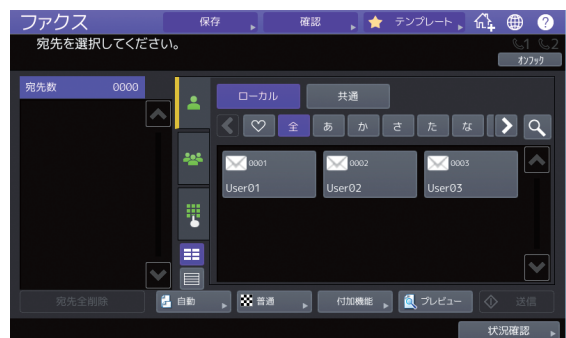 ファクス 保存 確認 テンプレート ?
宛先を選択してください。 1 2
オンフック
宛先数 0000
ローカル 共通
全 あ か さ た な
0001 0002 0003
User01 User02 User03
宛先全削除 自動 普通 付加機能 プレビュー 送信
状況確認